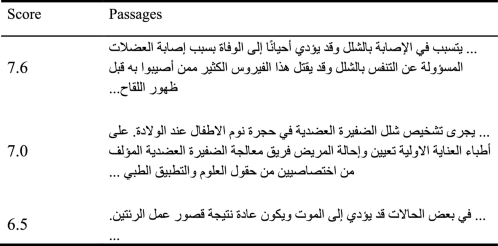 Score Passages
... يتسبب في الإصابة بالشلل وقد يؤدي أحيانًا إلى الوفاة بسبب إصابة العضلات
7.6 المسؤولة عن التنفس بالشلل وقد يقتل هذا الفيروس الكثير ممن أصيبوا به قبل
ظهور اللقاح...
... يجرى تشخيص شلل الضفيرة العضدية في حجرة نوم الاطفال عند الولادة. على
7.0 أطباء العناية الاولية تعيين وإحالة المريض فريق معالجة الضفيرة العضدية المؤلف
من اختصاصيين من حقول العلوم والتطبيق الطبي ...
... في بعض الحالات قد يؤدي إلى الموت ويكون عادة نتيجة قصور عمل الرئتين.
6.5
...